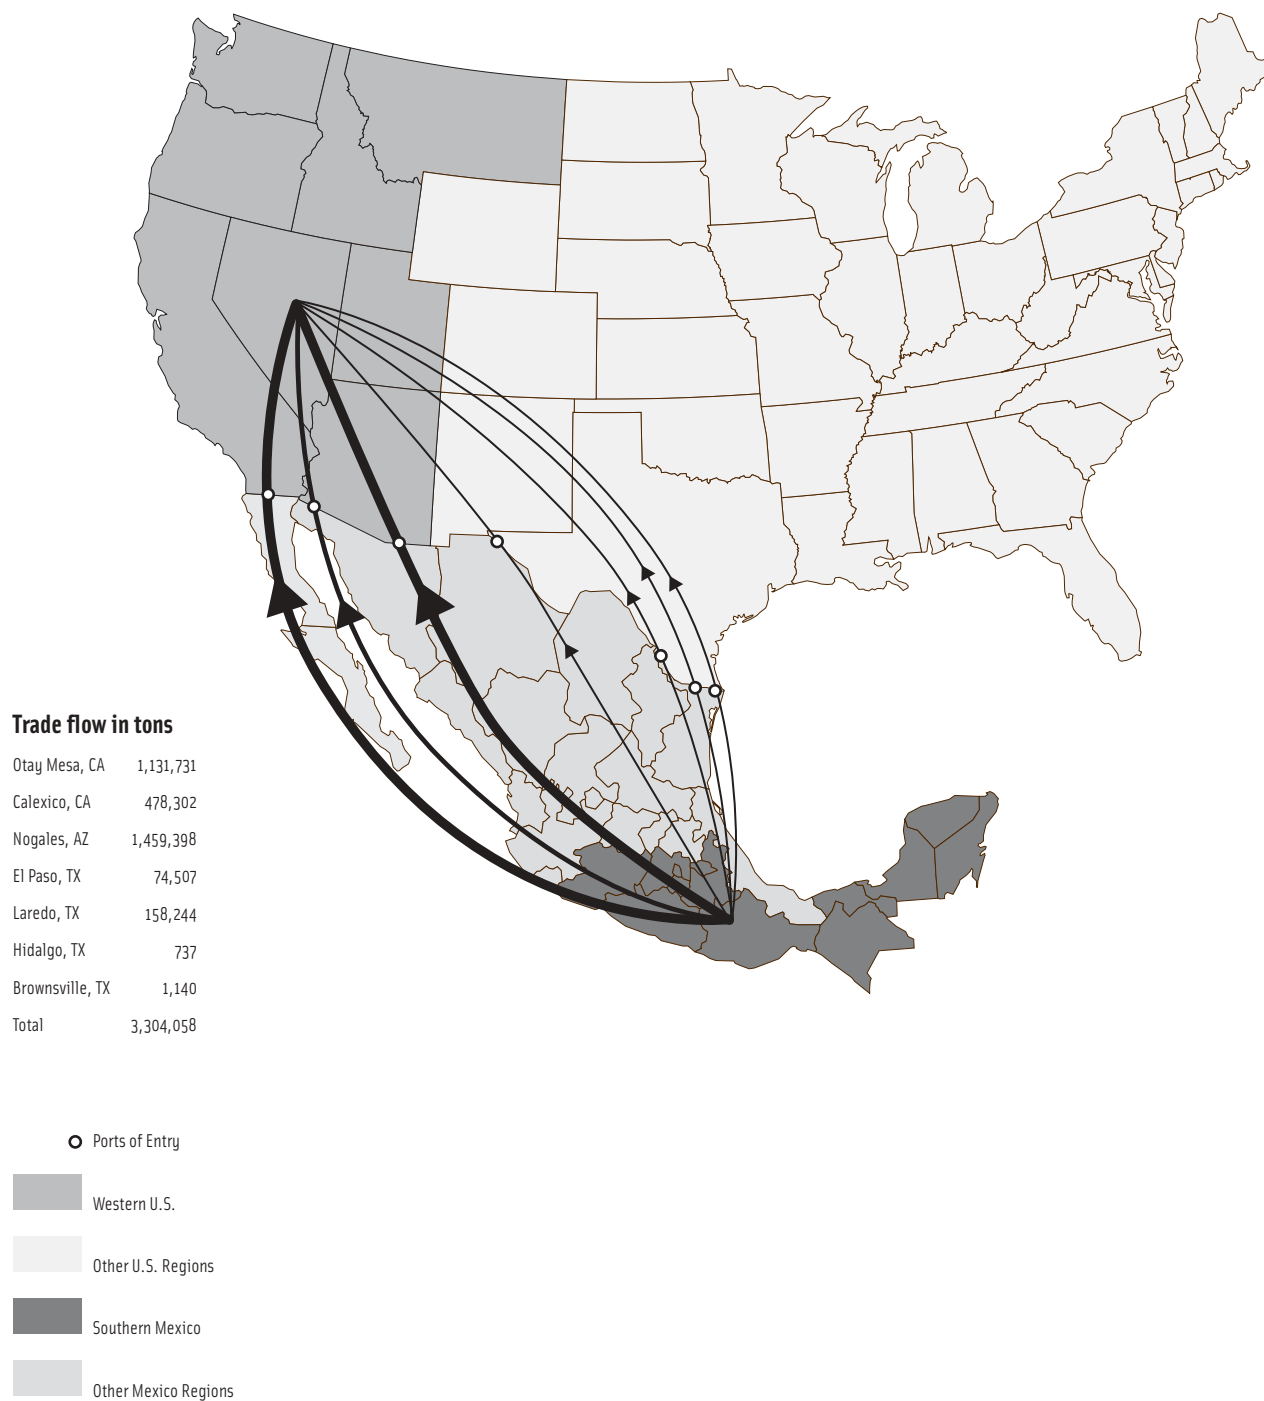 Trade flow in tons
Otay Mesa, CA 1,131,731
Calexico, CA 478,302
Nogales, AZ 1,459,398
El Paso, TX 74,507
Laredo, TX 158,244
Hidalgo, TX 737
Brownsville, TX 1,140
Total 3,304,058
Ports of Entry
Western U.S.
Other U.S. Regions
Southern Mexico
Other Mexico Regions